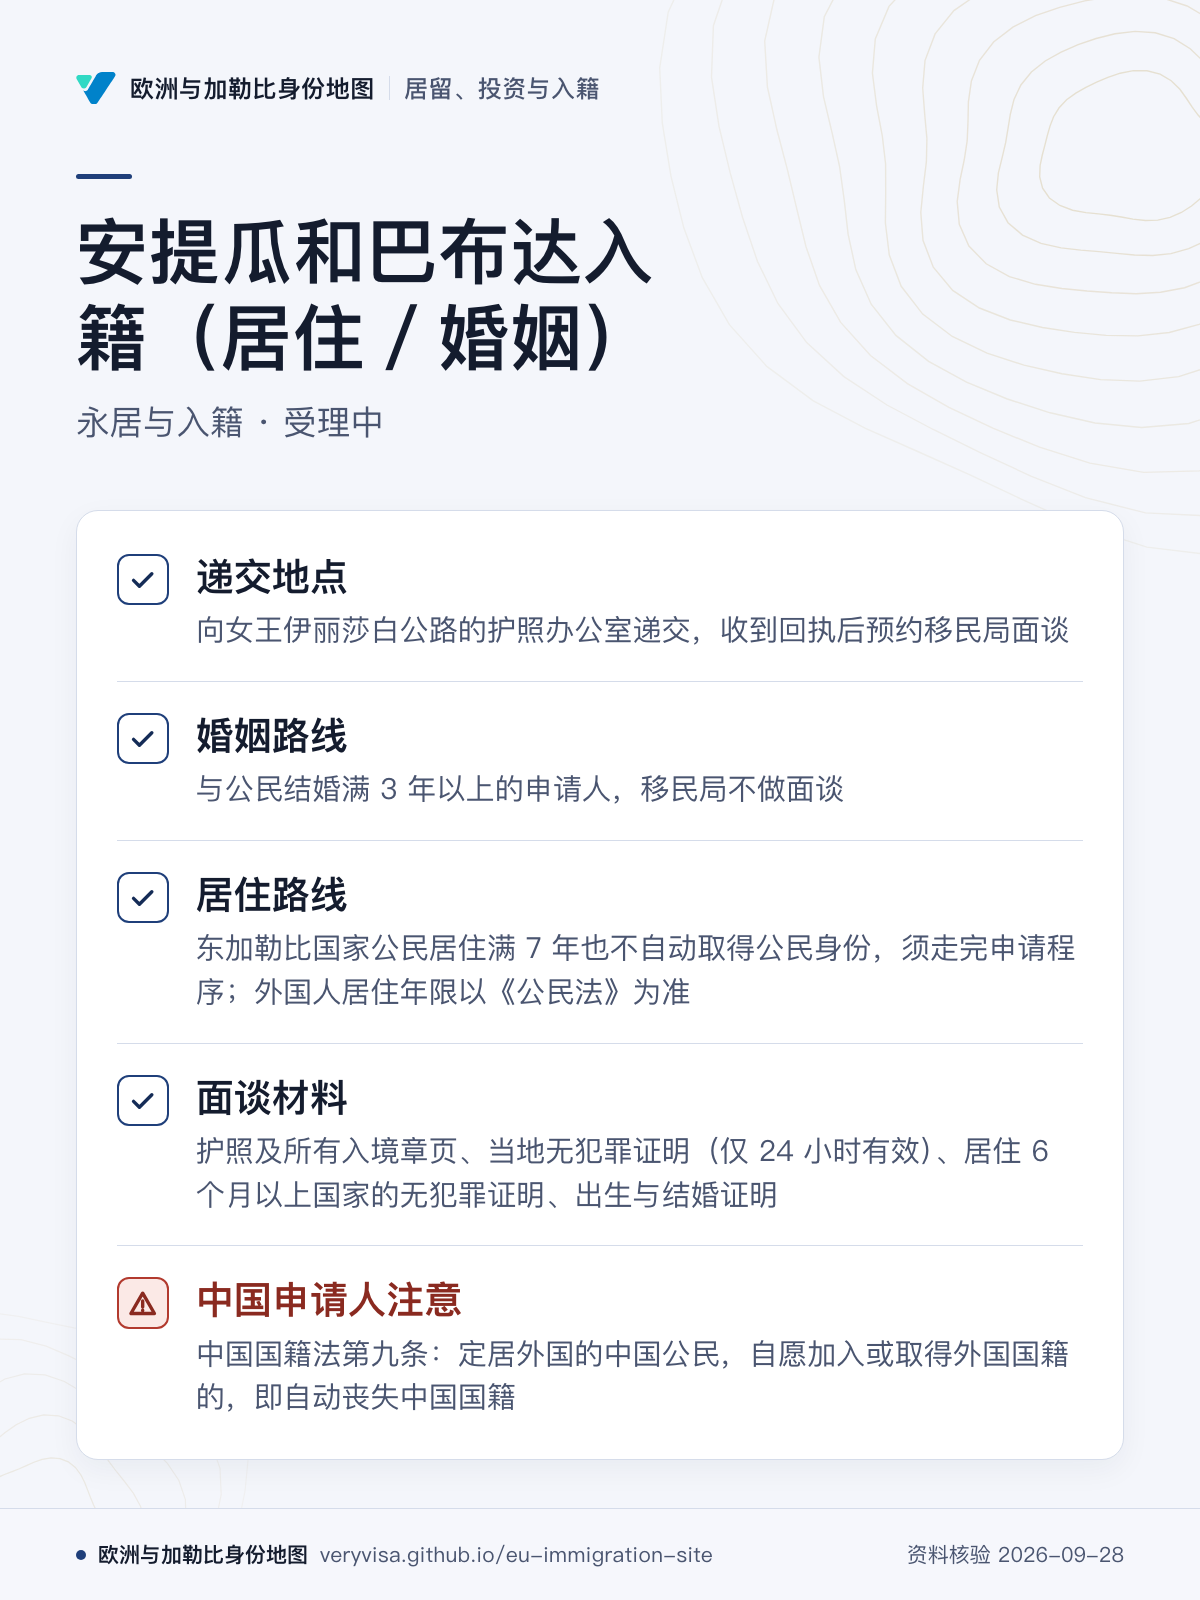 欧洲与加勒比身份地图 居留、投资与入籍
安提瓜和巴布达入
籍（居住 / 婚姻）
永居与入籍 · 受理中
递交地点
向女王伊丽莎白公路的护照办公室递交，收到回执后预约移民局面谈
婚姻路线
与公民结婚满 3 年以上的申请人，移民局不做面谈
居住路线
东加勒比国家公民居住满 7 年也不自动取得公民身份，须走完申请程
序；外国人居住年限以《公民法》为准
面谈材料
护照及所有入境章页、当地无犯罪证明（仅 24 小时有效）、居住 6
个月以上国家的无犯罪证明、出生与结婚证明
中国申请人注意
中国国籍法第九条：定居外国的中国公民，自愿加入或取得外国国籍
的，即自动丧失中国国籍
欧洲与加勒比身份地图 veryvisa.github.io/eu-immigration-site 资料核验 2026-09-28